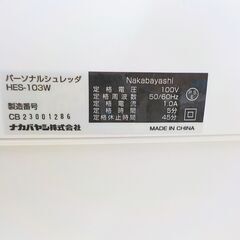 パーソナルシュレッダ
HES-103W
製造番号
CB23001286
ナカバヤシ株式会社
Nakabayashi
定格電圧 100V
定格周波数 50/60Hz
定格電流 1.0A
定格時間 5分
定格休止時間 45分
MADE IN CHINA